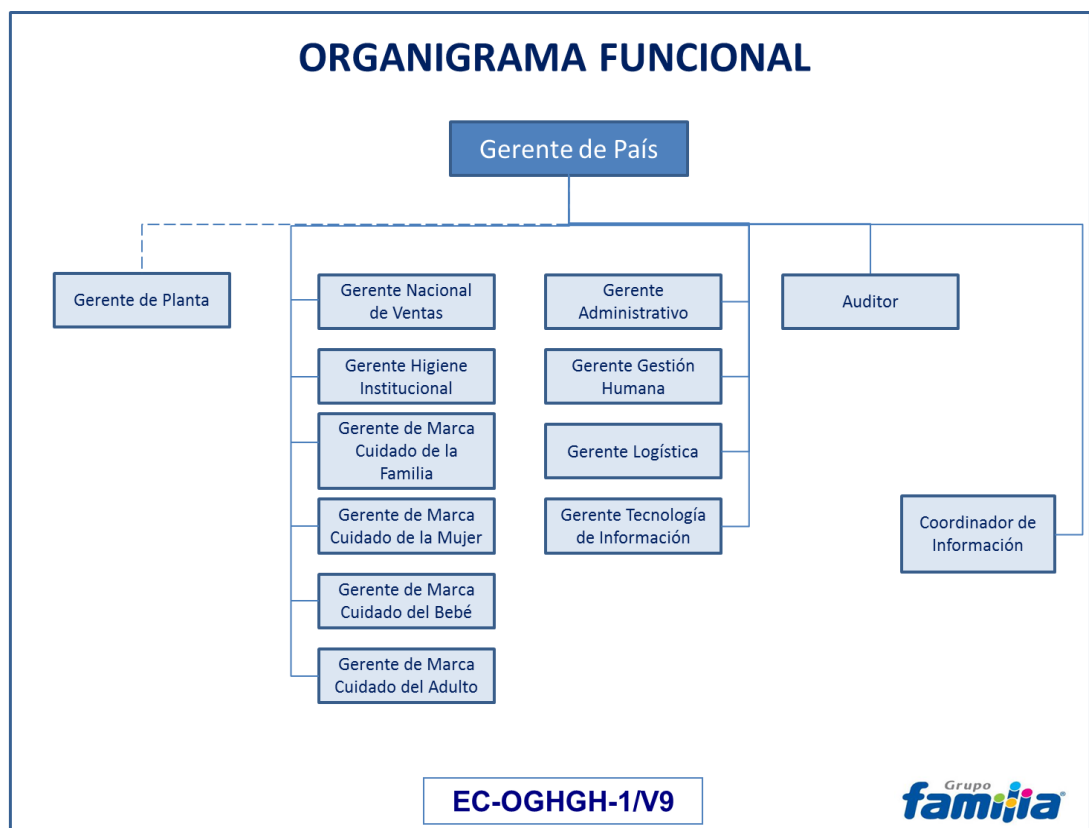 ORGANIGRAMA FUNCIONAL
Gerente de País
Gerente de Planta
Gerente Nacional
de Ventas
Gerente Higiene
Institucional
Gerente de Marca
Cuidado de la
Familia
Gerente de Marca
Cuidado de la Mujer
Gerente de Marca
Cuidado del Bebé
Gerente de Marca
Cuidado del Adulto
Gerente
Administrativo
Gerente Gestión
Humana
Gerente Logística
Gerente Tecnología
de Información
Auditor
Coordinador de
Información
EC-OGHGH-1/V9
Grupo
familia